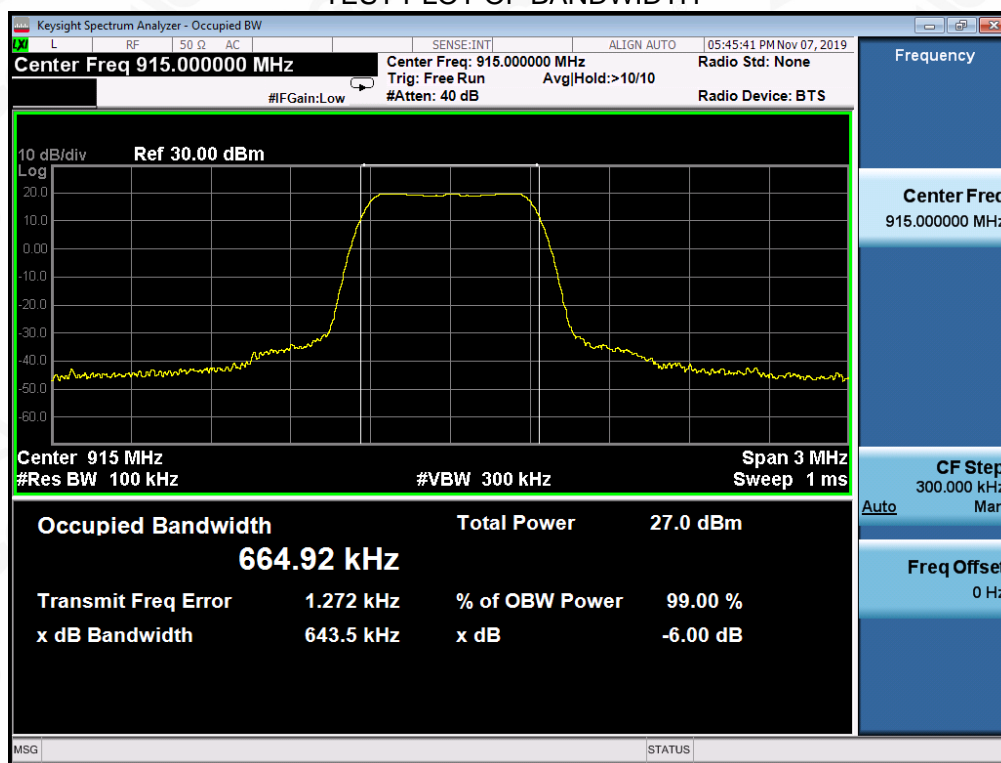 TEST PLOT OF BANDWIDTH
Keysight Spectrum Analyzer - Occupied BW
LXI L RF 50 Ω AC SENSE:INT ALIGN AUTO 05:45:41 PM Nov 07, 2019
Center Freq 915.000000 MHz
Center Freq: 915.000000 MHz Radio Std: None
Trig: Free Run Avg|Hold:>10/10
#IFGain:Low #Atten: 40 dB Radio Device: BTS
10 dB/div Ref 30.00 dBm
Log
20.0
10.0
0.00
-10.0
-20.0
-30.0
-40.0
-50.0
-60.0
Center 915 MHz Span 3 MHz
#Res BW 100 kHz #VBW 300 kHz Sweep 1 ms
Occupied Bandwidth Total Power 27.0 dBm
664.92 kHz
Transmit Freq Error 1.272 kHz % of OBW Power 99.00 %
x dB Bandwidth 643.5 kHz x dB -6.00 dB
MSG STATUS
Frequency
Center Freq
915.000000 MHz
CF Step
300.000 kHz
Auto Man
Freq Offset
0 Hz